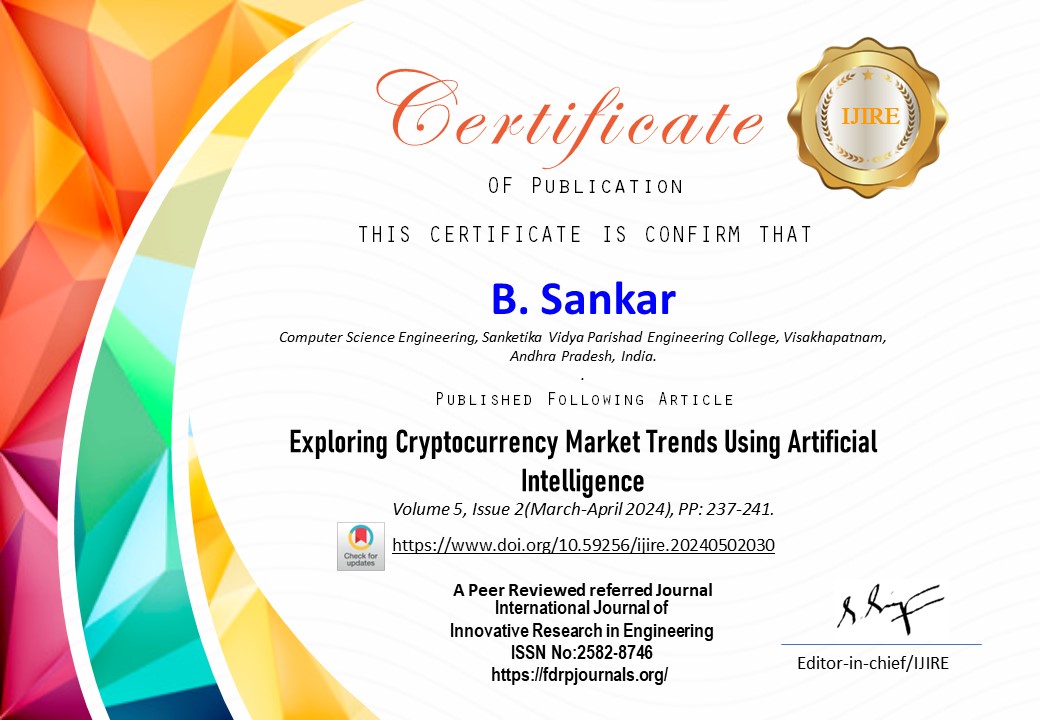 Certificate
IJIRE
OF PUBLICATION
THIS CERTIFICATE IS CONFIRM THAT
B. Sankar
Computer Science Engineering, Sanketika Vidya Parishad Engineering College, Visakhapatnam,
Andhra Pradesh, India.
.
PUBLISHED FOLLOWING ARTICLE
Exploring Cryptocurrency Market Trends Using Artificial
Intelligence
Volume 5, Issue 2(March-April 2024), PP: 237-241.
Check for
updates
https://www.doi.org/10.59256/ijire.20240502030
A Peer Reviewed referred Journal
International Journal of
Innovative Research in Engineering
ISSN No:2582-8746
https://fdrpjournals.org/
Editor-in-chief/IJIRE